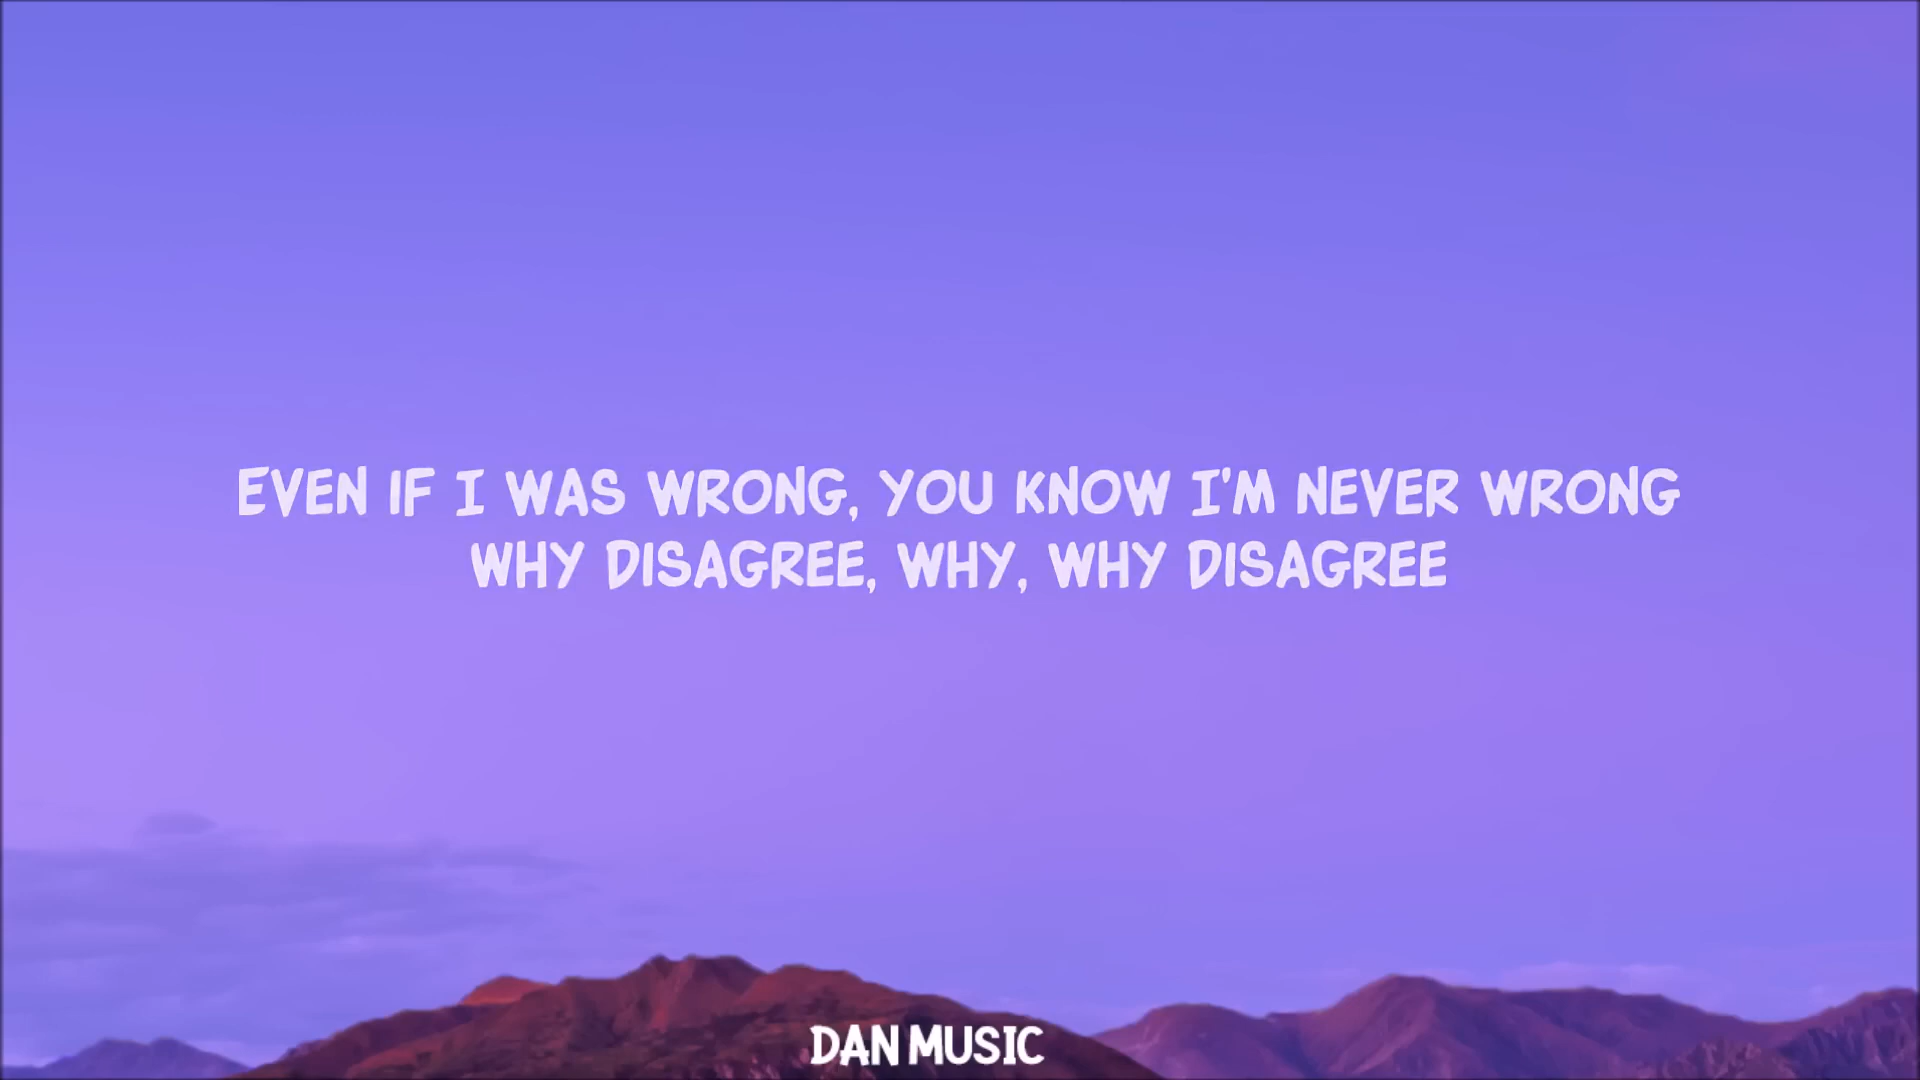 EVEN IF I WAS WRONG, YOU KNOW I'M NEVER WRONG
WHY DISAGREE, WHY, WHY DISAGREE
DAN MUSIC